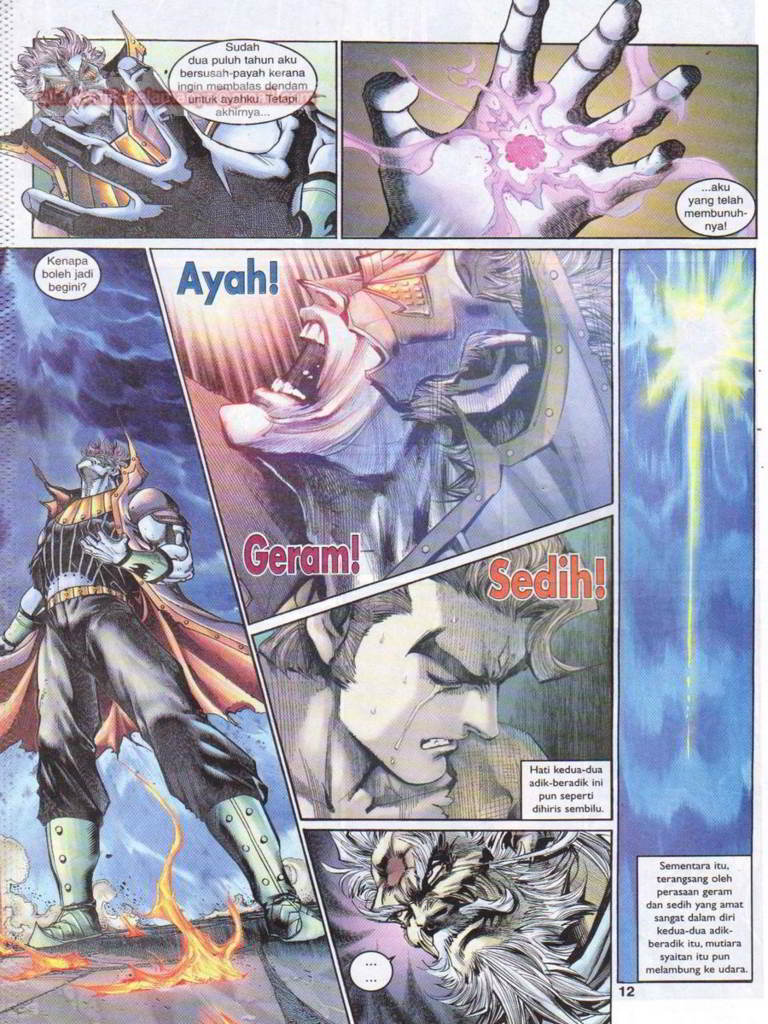 Sudah
dua puluh tahun aku
bersusah-payah kerana
ingin membalas dendam
untuk ayahku. Tetapi
akhirnya...
...aku
yang telah
membunuh-
nya!
Kenapa
boleh jadi
begini?
Ayah!
Geram!
Sedih!
Hati kedua-dua
adik-beradik ini
pun seperti
dihiris sembilu.
...
...
Sementara itu,
terangsang oleh
perasaan geram
dan sedih yang amat
sangat dalam diri
kedua-dua adik-
beradik itu, mutiara
syaitan itu pun
melambung ke udara.
12